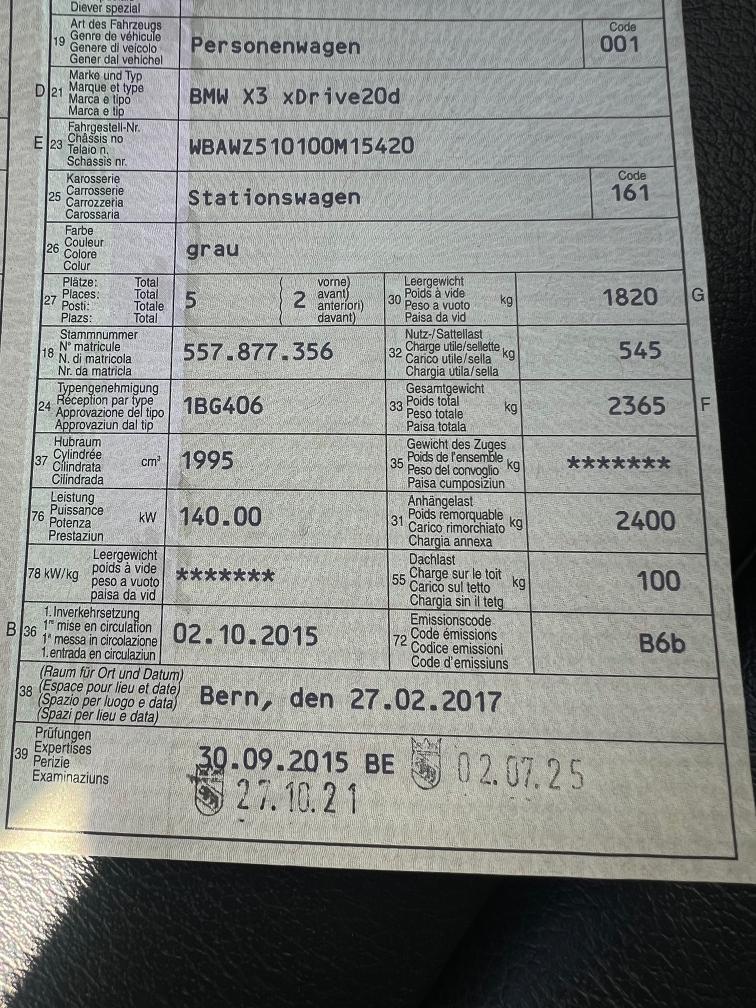 Diever spezial
19 Art des Fahrzeugs
Genre de véhicule
Genere di veicolo
Gener dal vehichel
Personenwagen
Code
001
D 21 Marke und Typ
Marque et type
Marca e tipo
Marca e tip
BMW X3 xDrive20d
E 23 Fahrgestell-Nr.
Châssis no
Telaio n.
Schassis nr.
WBAWZ510100M15420
25 Karosserie
Carrosserie
Carrozzeria
Carossaria
Stationswagen
Code
161
26 Farbe
Couleur
Colore
Colur
grau
27 Plätze: Total
Places: Total
Posti: Totale
Plazs: Total
5
( 2 vorne)
avant)
anteriori)
davant)
30 Leergewicht
Poids à vide
Peso a vuoto
Paisa da vid
kg
1820 G
18 Stammnummer
N° matricule
N. di matricola
Nr. da matricla
557.877.356
32 Nutz-/Sattellast
Charge utile/sellette
Carico utile/sella
Chargia utila/sella
kg
545
24 Typengenehmigung
Réception par type
Approvazione del tipo
Approvaziun dal tip
1BG406
33 Gesamtgewicht
Poids total
Peso totale
Paisa totala
kg
2365 F
37 Hubraum
Cylindrée
Cilindrata
Cilindrada
cm³
1995
35 Gewicht des Zuges
Poids de l'ensemble
Peso del convoglio
Paisa cumposiziun
kg
*******
76 Leistung
Puissance
Potenza
Prestaziun
kW
140.00
31 Anhängelast
Poids remorquable
Carico rimorchiato
Chargia annexa
kg
2400
78 kW/kg Leergewicht
poids à vide
peso a vuoto
paisa da vid
*******
55 Dachlast
Charge sur le toit
Carico sul tetto
Chargia sin il tetg
kg
100
B 36 1. Inverkehrsetzung
1re mise en circulation
1a messa in circolazione
1. entrada en circulaziun
02.10.2015
72 Emissionscode
Code émissions
Codice emissioni
Code d'emissiuns
B6b
38 (Raum für Ort und Datum)
(Espace pour lieu et date)
(Spazio per luogo e data)
(Spazi per lieu e data)
Bern, den 27.02.2017
39 Prüfungen
Expertises
Perizie
Examinaziuns
30.09.2015 BE 02.07.25
27.10.21